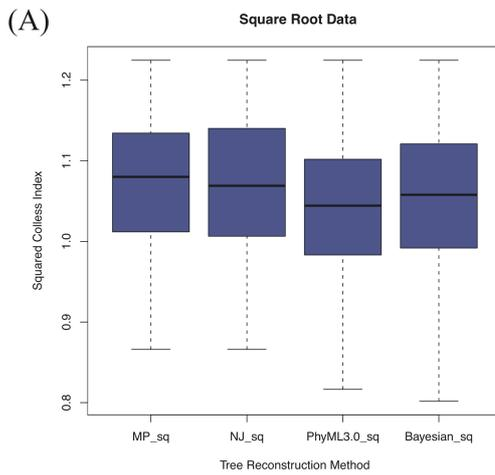 (A)
Square Root Data
Squared Colless Index
1.2
1.1
1.0
0.9
0.8
MP_sq NJ_sq PhyML3.0_sq Bayesian_sq
Tree Reconstruction Method